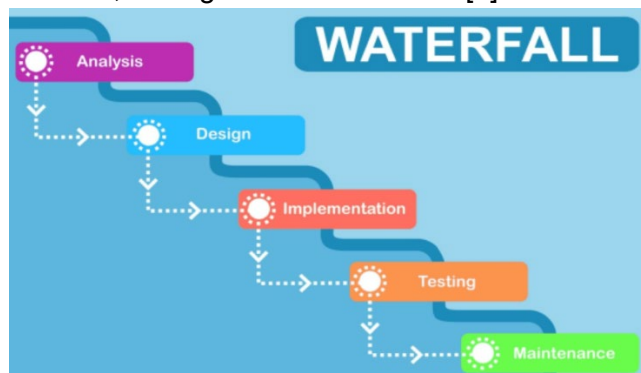 WATERFALL
Analysis
Design
Implementation
Testing
Maintenance